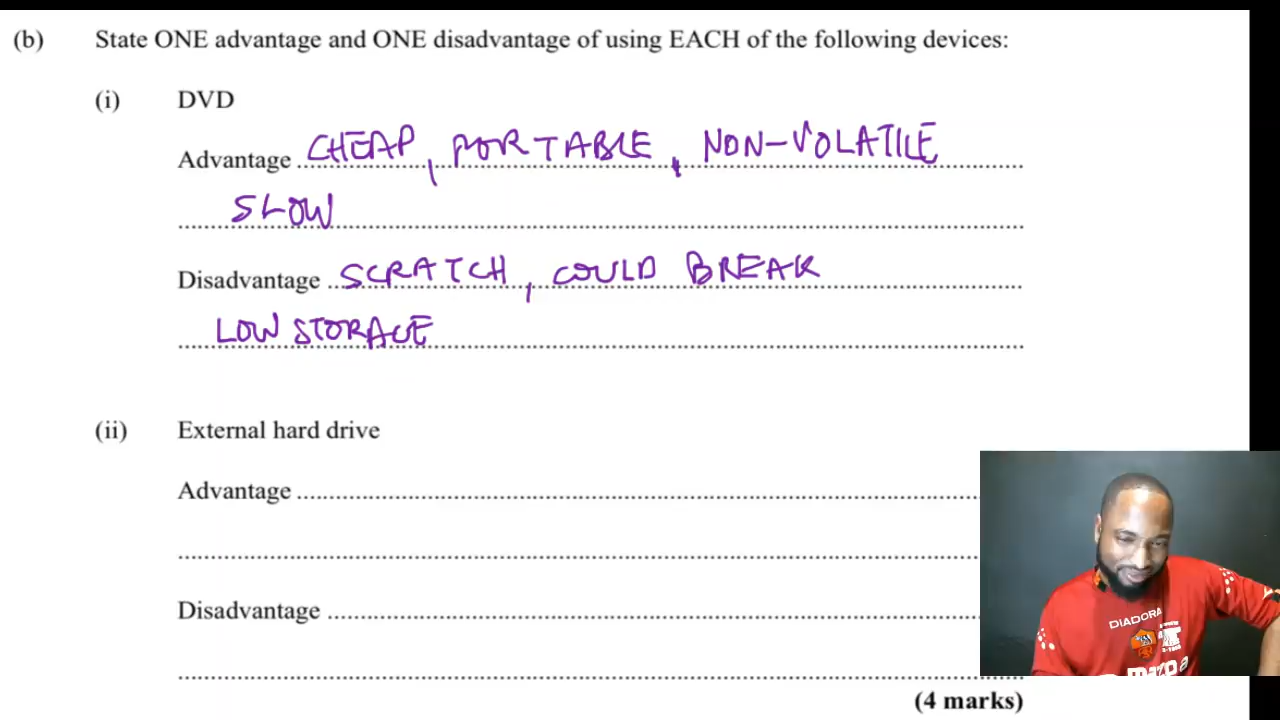 (b) State ONE advantage and ONE disadvantage of using EACH of the following devices:
(i) DVD
Advantage CHEAP, PORTABLE, NON-VOLATILE
SLOW
Disadvantage SCRATCH, COULD BREAK
LOW STORAGE
(ii) External hard drive
Advantage
Disadvantage
DIADORA
(4 marks)